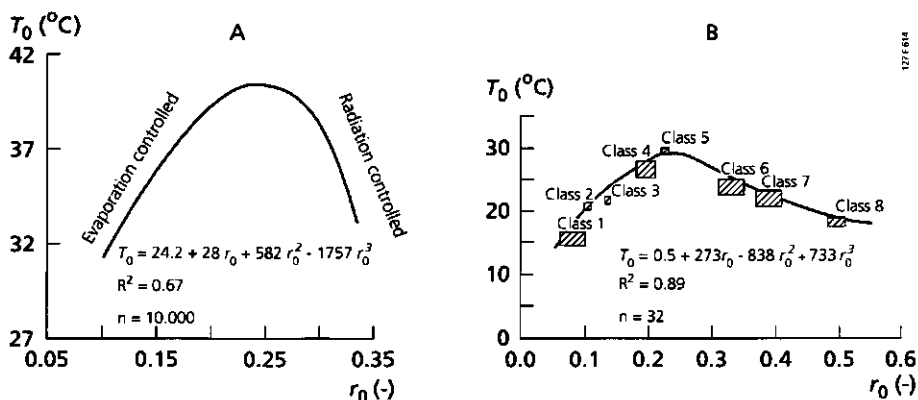 T₀ (°C)
A
42
37
32
27
Evaporation controlled
Radiation controlled
T₀ = 24.2 + 28 r₀ + 582 r₀² - 1757 r₀³
R² = 0.67
n = 10.000
0.05
0.15
0.25
0.35
r₀ (-)
B
127 E 614
T₀ (°C)
30
20
10
0
Class 1
Class 2
Class 3
Class 4
Class 5
Class 6
Class 7
Class 8
T₀ = 0.5 + 273r₀ - 838 r₀² + 733 r₀³
R² = 0.89
n = 32
0.0
0.1
0.2
0.3
0.4
0.5
0.6
r₀ (-)